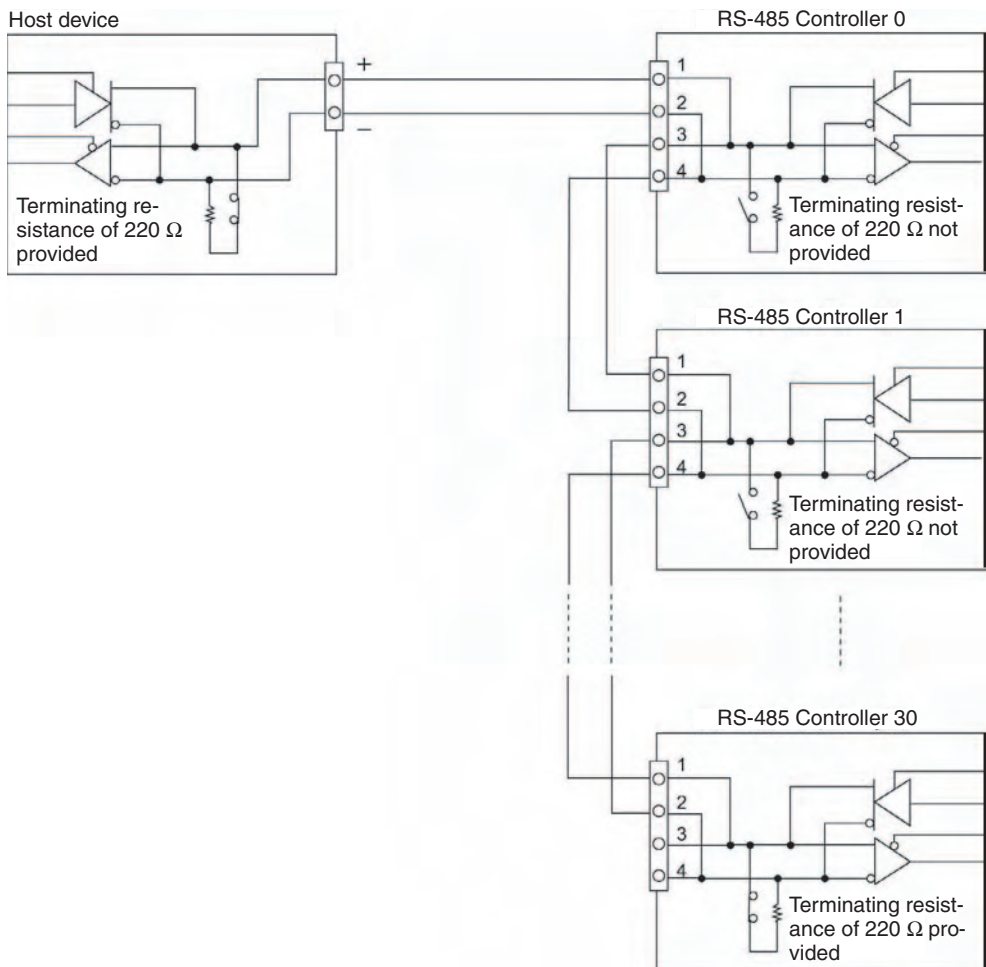 Host device
+
−
Terminating re-
sistance of 220 Ω
provided
RS-485 Controller 0
1
2
3
4
Terminating resist-
ance of 220 Ω not
provided
RS-485 Controller 1
1
2
3
4
Terminating resist-
ance of 220 Ω not
provided
RS-485 Controller 30
1
2
3
4
Terminating resist-
ance of 220 Ω pro-
vided